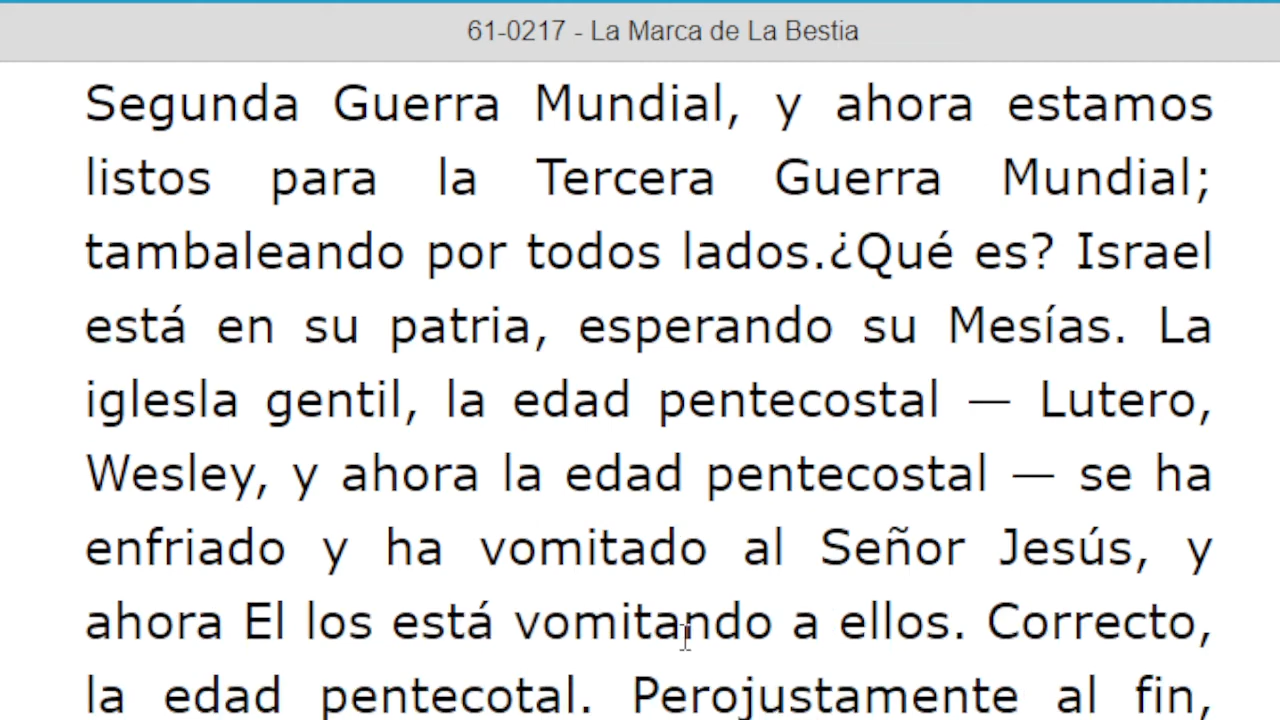 61-0217 - La Marca de La Bestia
Segunda Guerra Mundial, y ahora estamos
listos para la Tercera Guerra Mundial;
tambaleando por todos lados.¿Qué es? Israel
está en su patria, esperando su Mesías. La
iglesla gentil, la edad pentecostal — Lutero,
Wesley, y ahora la edad pentecostal — se ha
enfriado y ha vomitado al Señor Jesús, y
ahora El los está vomitando a ellos. Correcto,
la edad pentecotal. Perojustamente al fin,